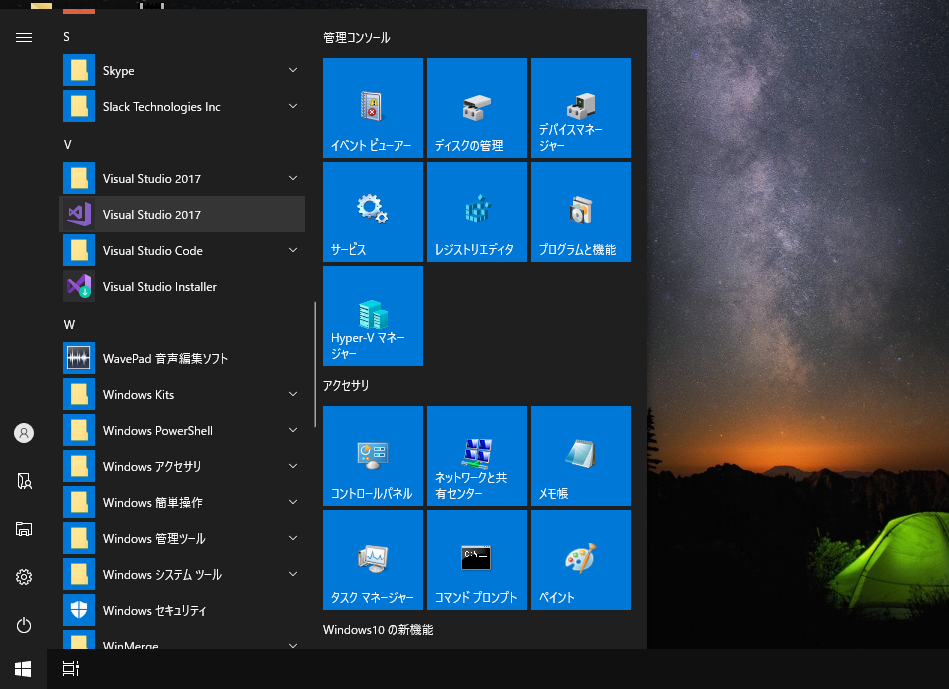 S
Skype
Slack Technologies Inc
V
Visual Studio 2017
Visual Studio 2017
Visual Studio Code
Visual Studio Installer
W
WavePad 音声編集ソフト
Windows Kits
Windows PowerShell
Windows アクセサリ
Windows 簡単操作
Windows 管理ツール
Windows システム ツール
Windows セキュリティ
WinMerge
管理コンソール
イベント ビューアー
ディスクの管理
デバイスマネー
ジャー
サービス
レジストリエディタ
プログラムと機能
Hyper-V マネー
ジャー
アクセサリ
コントロールパネル
ネットワークと共
有センター
メモ帳
タスク マネージャー
C:\_
コマンド プロンプト
ペイント
Windows10 の新機能